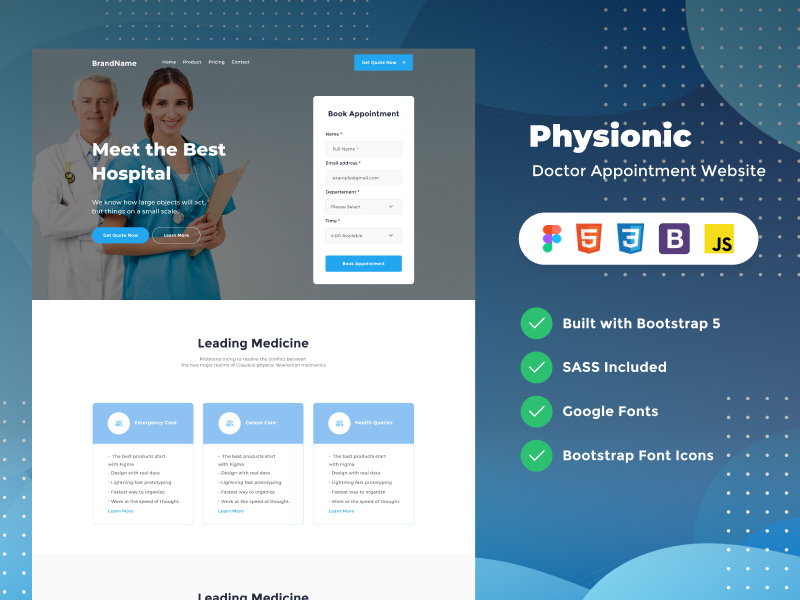 BrandName
Home Product Pricing Contact
Get Quote Now
Meet the Best
Hospital
We know how large objects will act,
but things on a small scale.
Get Quote Now
Learn More
Book Appointment
Name *
Full Name *
Email address *
example@gmail.com
Departement *
Please Select
Time *
4:00 Available
Book Appointment
Leading Medicine
Problems trying to resolve the conflict between
the two major realms of Classical physics: Newtonian mechanics
Emergency Case
- The best products start
with Figma
- Design with real data
- Lightning fast prototyping
- Fastest way to organize
- Work at the speed of thought.
Learn More
Cancer Care
- The best products start
with Figma
- Design with real data
- Lightning fast prototyping
- Fastest way to organize
- Work at the speed of thought.
Learn More
Health Queries
- The best products start
with Figma
- Design with real data
- Lightning fast prototyping
- Fastest way to organize
- Work at the speed of thought.
Learn More
Leading Medicine
Physionic
Doctor Appointment Website
5
3
B
JS
Built with Bootstrap 5
SASS Included
Google Fonts
Bootstrap Font Icons